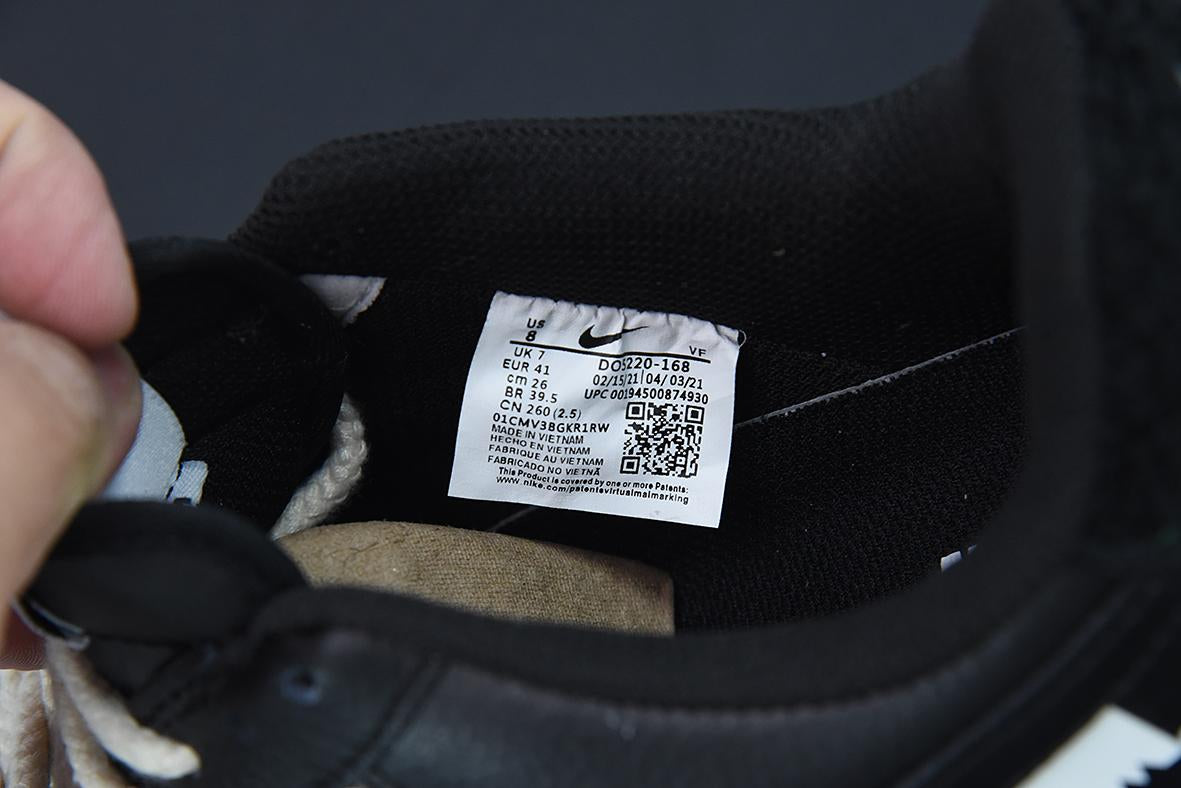 US
8
VF
UK 7
EUR 41
cm 26
BR 39.5
CN 260 (2.5)
01CMV3BGKR1RW
MADE IN VIETNAM
HECHO EN VIETNAM
FABRIQUE AU VIETNAM
FABRICADO NO VIETNÃ
DO5220-168
02/15/21 04/03/21
UPC 00194500874930
This Product is covered by one or more Patents:
www.nike.com/patentsvirtualmalmarking